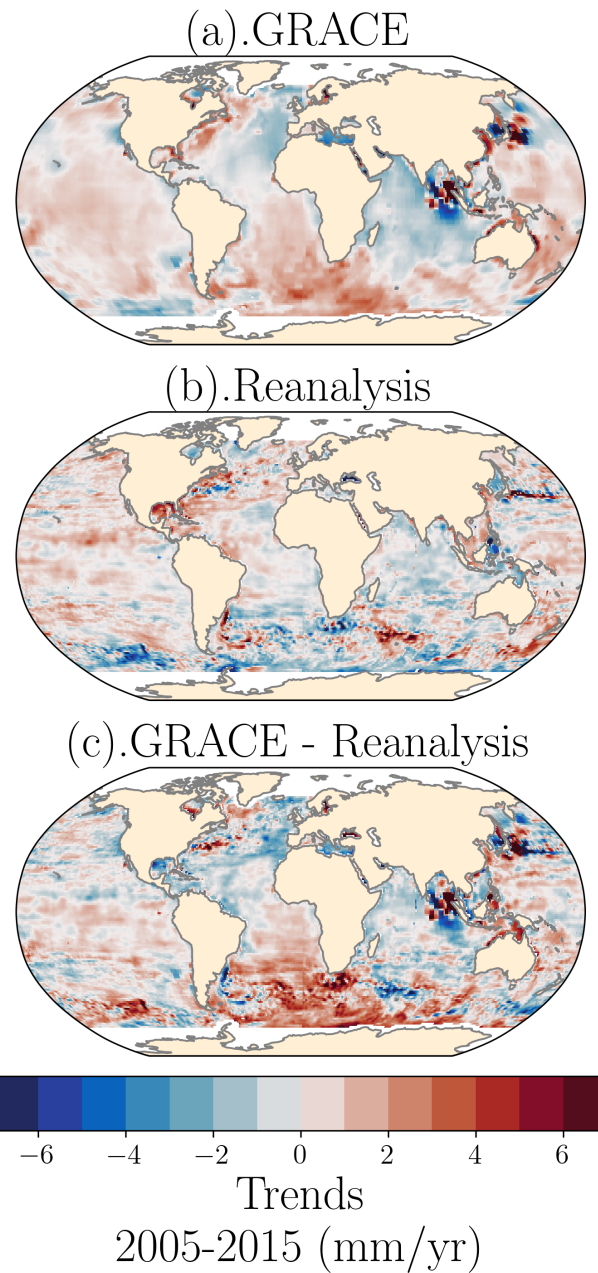 (a).GRACE
(b).Reanalysis
(c).GRACE - Reanalysis
−6 −4 −2 0 2 4 6
Trends
2005-2015 (mm/yr)